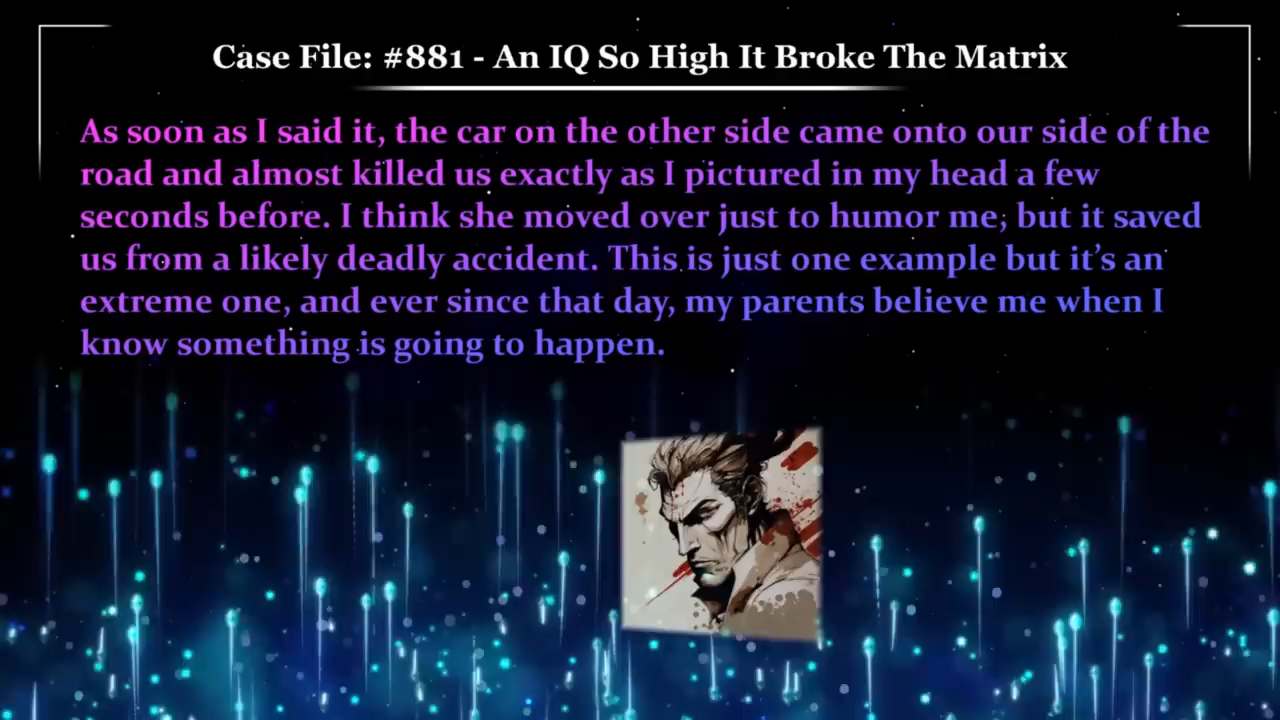 Case File: #881 - An IQ So High It Broke The Matrix
As soon as I said it, the car on the other side came onto our side of the
road and almost killed us exactly as I pictured in my head a few
seconds before. I think she moved over just to humor me, but it saved
us from a likely deadly accident. This is just one example but it’s an
extreme one, and ever since that day, my parents believe me when I
know something is going to happen.